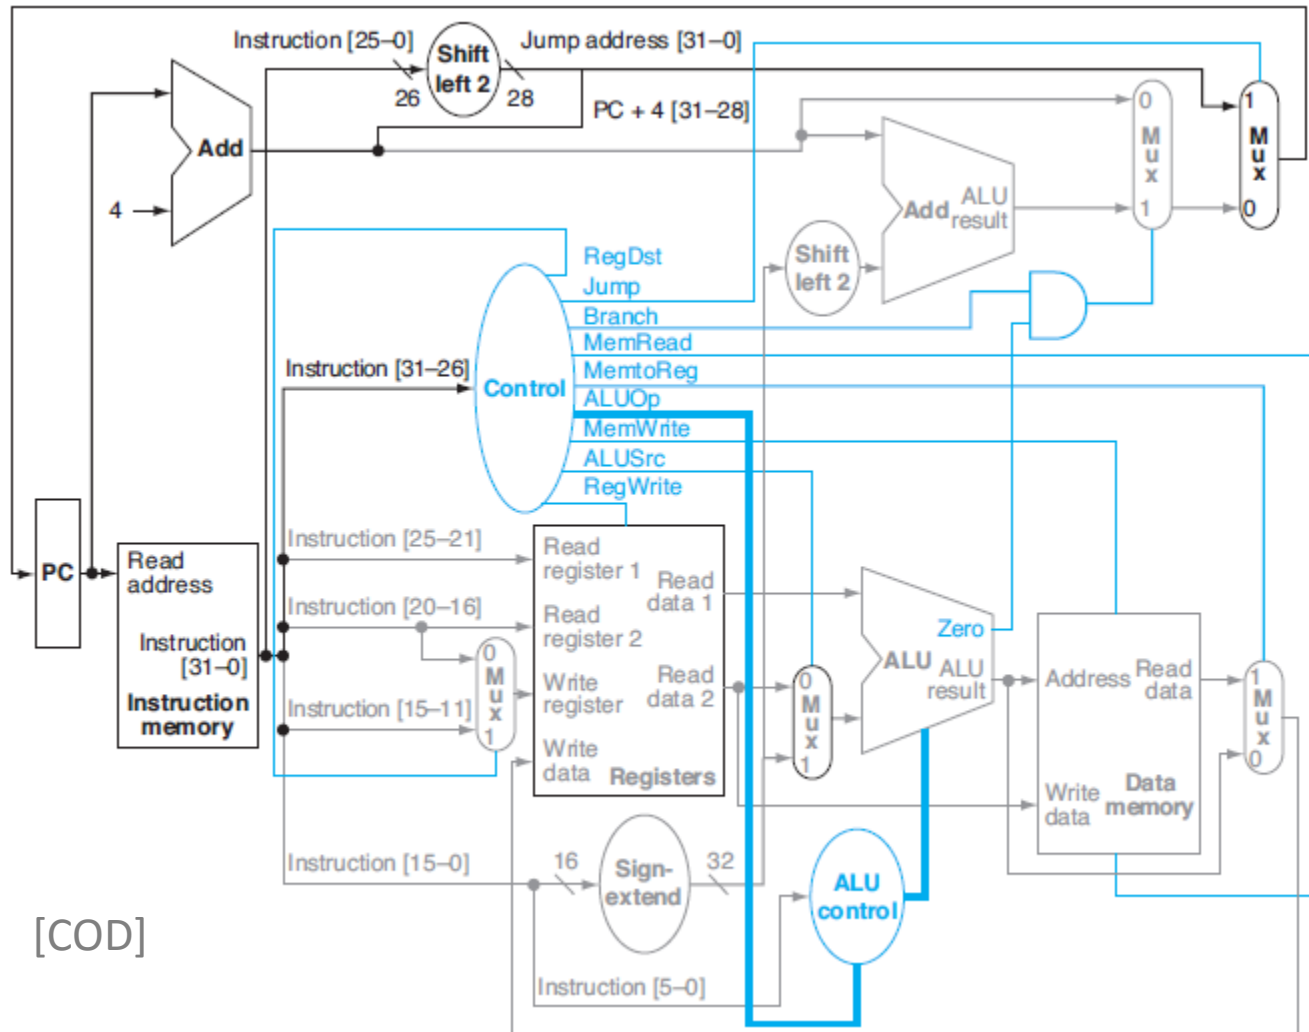 Instruction [25–0]
Shift
left 2
Jump address [31–0]
26
28
PC + 4 [31–28]
Add
4
0
Mux
1
1
Mux
0
Add
ALU
result
Shift
left 2
RegDst
Jump
Branch
MemRead
MemtoReg
ALUOp
MemWrite
ALUSrc
RegWrite
Instruction [31–26]
Control
PC
Read
address
Instruction
[31–0]
Instruction
memory
Instruction [25–21]
Instruction [20–16]
Instruction [15–11]
0
Mux
1
Read
register 1
Read
register 2
Write
register
Write
data
Read
data 1
Read
data 2
Registers
0
Mux
1
Zero
ALU
ALU
result
Address
Read
data
Write
data
Data
memory
1
Mux
0
Instruction [15–0]
16
Sign-
extend
32
ALU
control
Instruction [5–0]
[COD]